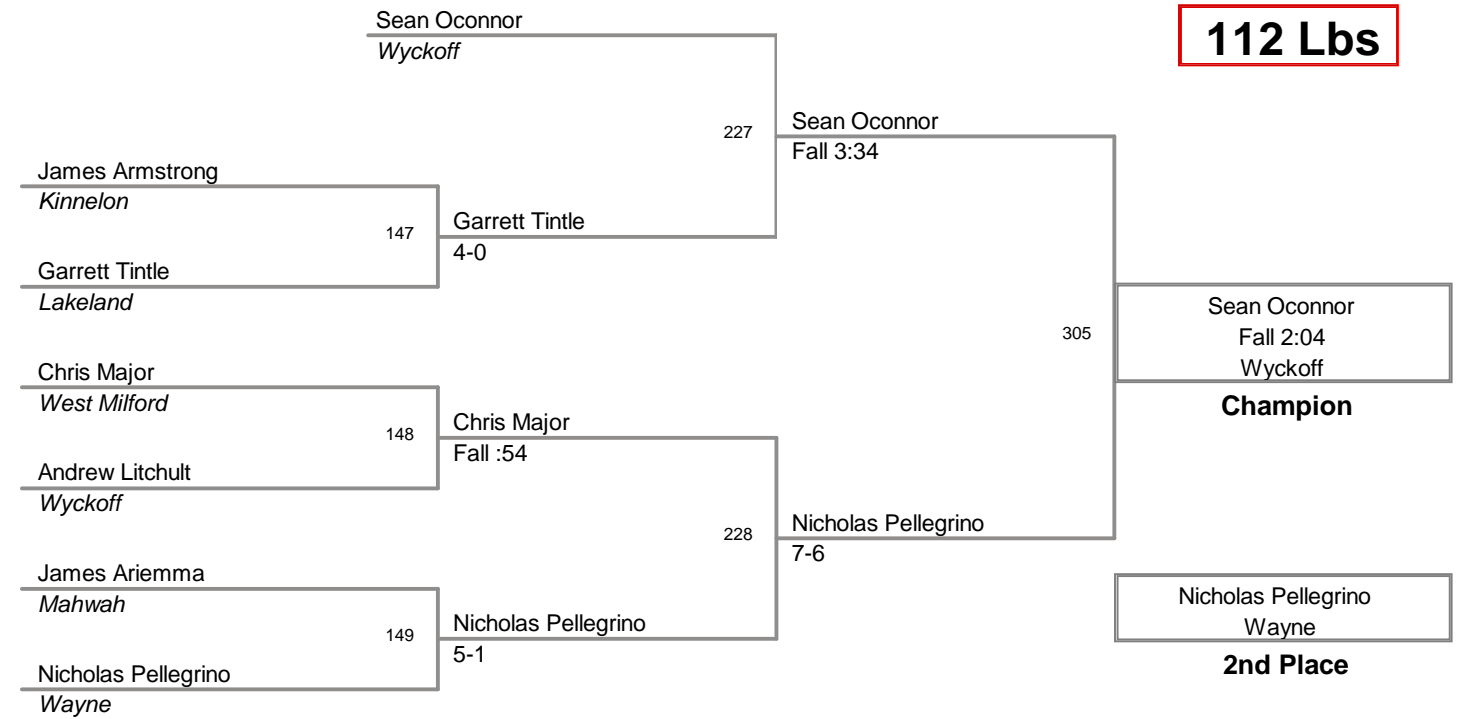 Sean Oconnor
Wyckoff
112 Lbs
227
Sean Oconnor
Fall 3:34
James Armstrong
Kinnelon
147
Garrett Tintle
4-0
Garrett Tintle
Lakeland
305
Sean Oconnor
Fall 2:04
Wyckoff
Champion
Chris Major
West Milford
148
Chris Major
Fall :54
Andrew Litchult
Wyckoff
228
Nicholas Pellegrino
7-6
James Ariemma
Mahwah
149
Nicholas Pellegrino
5-1
Nicholas Pellegrino
Wayne
Nicholas Pellegrino
Wayne
2nd Place